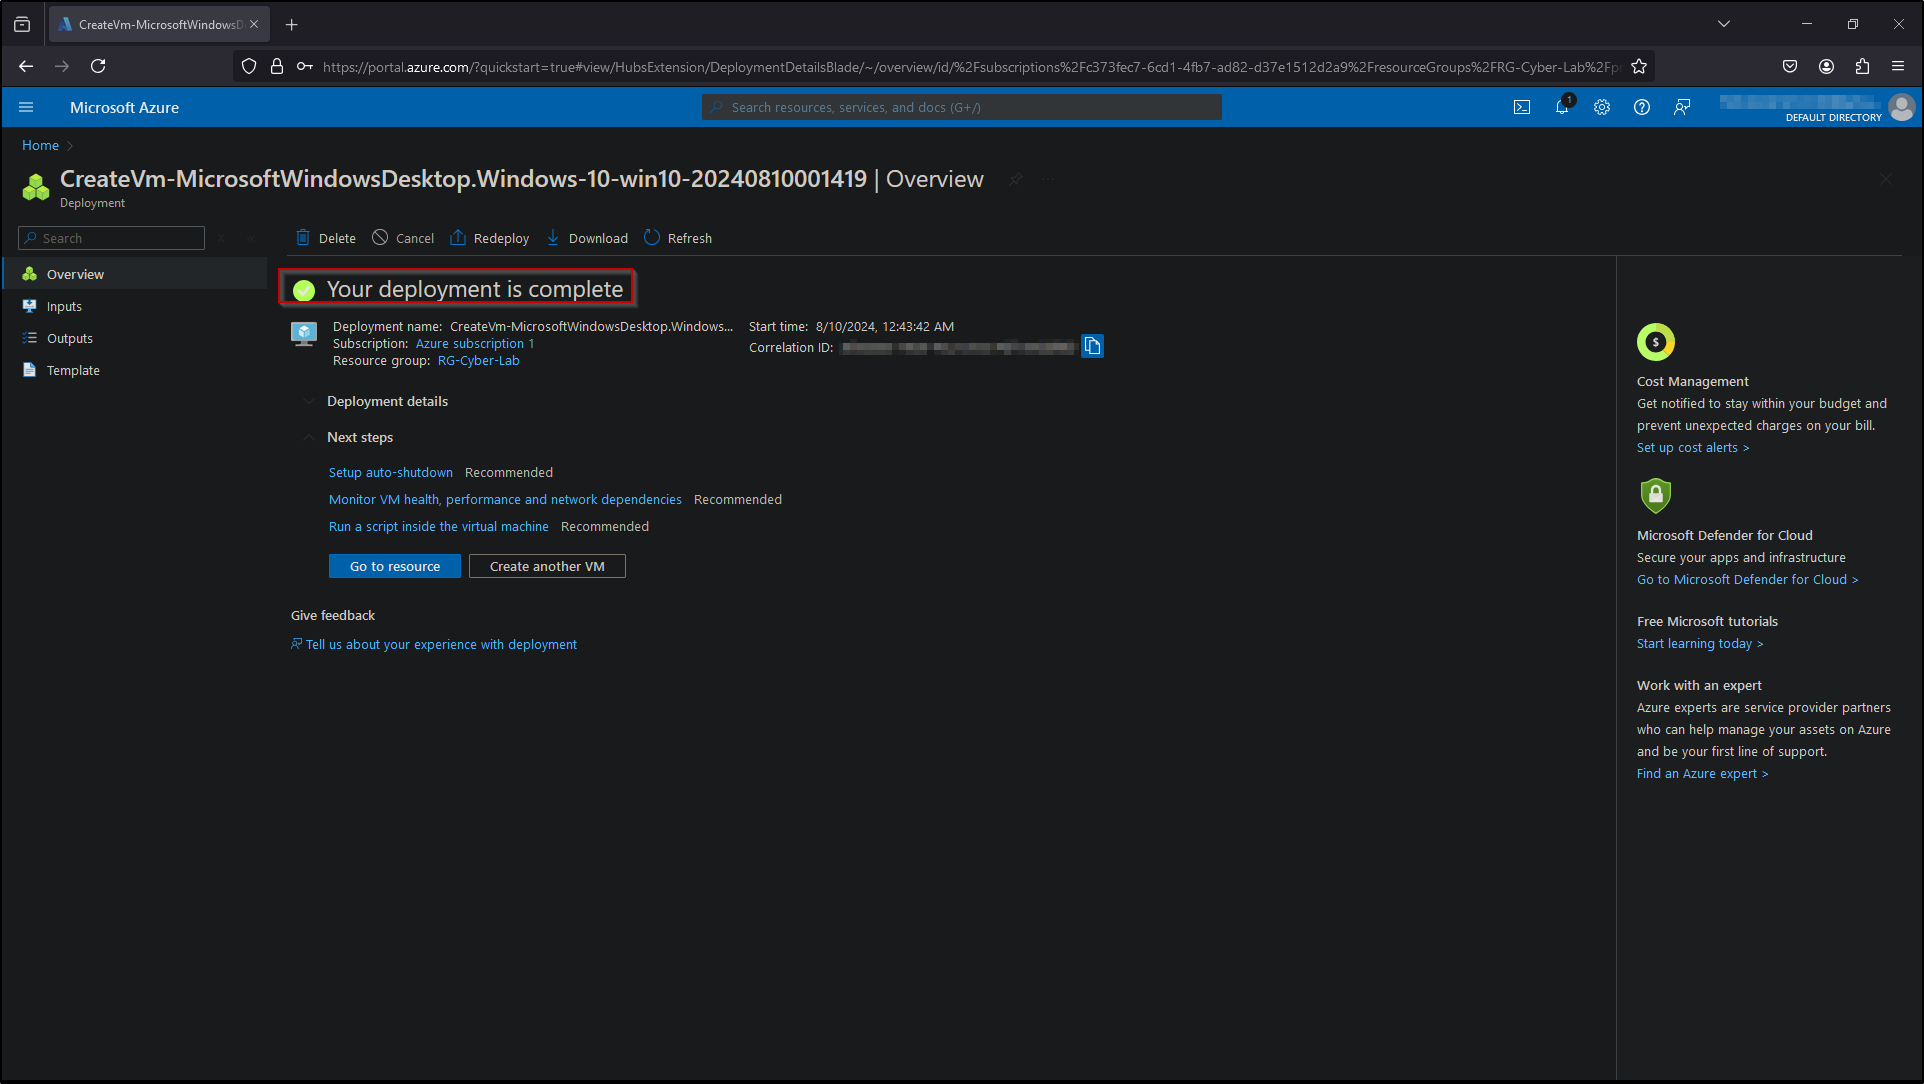 CreateVm-MicrosoftWindowsD
https://portal.azure.com/?quickstart=true#view/HubsExtension/DeploymentDetailsBlade/~/overview/id/%2Fsubscriptions%2Fc373fec7-6cd1-4fb7-ad82-d37e1512d2a9%2FresourceGroups%2FRG-Cyber-Lab%2Fpr
Microsoft Azure
Search resources, services, and docs (G+/)
1
DEFAULT DIRECTORY
Home
CreateVm-MicrosoftWindowsDesktop.Windows-10-win10-20240810001419 | Overview
Deployment
Search
Delete
Cancel
Redeploy
Download
Refresh
Overview
Inputs
Outputs
Template
Your deployment is complete
Deployment name: CreateVm-MicrosoftWindowsDesktop.Windows...
Subscription: Azure subscription 1
Resource group: RG-Cyber-Lab
Start time: 8/10/2024, 12:43:42 AM
Correlation ID:
Deployment details
Next steps
Setup auto-shutdown Recommended
Monitor VM health, performance and network dependencies Recommended
Run a script inside the virtual machine Recommended
Go to resource
Create another VM
Give feedback
Tell us about your experience with deployment
$
Cost Management
Get notified to stay within your budget and
prevent unexpected charges on your bill.
Set up cost alerts >
Microsoft Defender for Cloud
Secure your apps and infrastructure
Go to Microsoft Defender for Cloud >
Free Microsoft tutorials
Start learning today >
Work with an expert
Azure experts are service provider partners
who can help manage your assets on Azure
and be your first line of support.
Find an Azure expert >